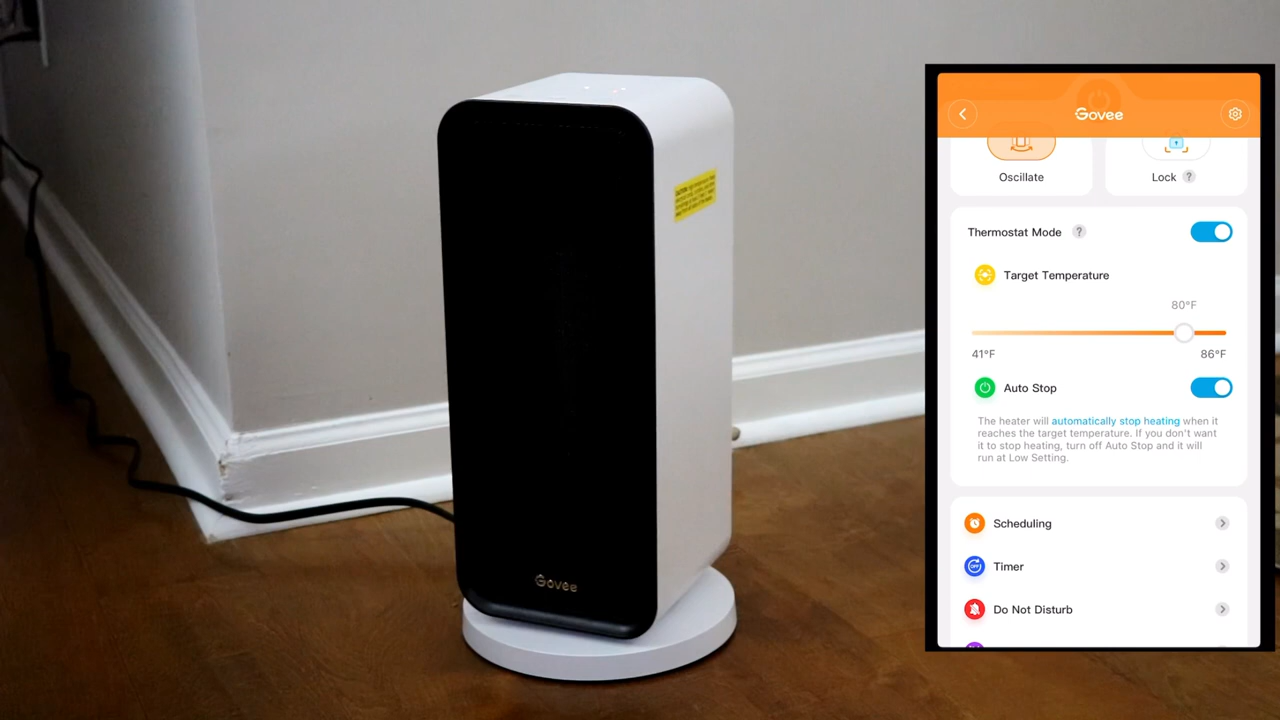 CAUTION:
Govee
Govee
Oscillate
Lock ?
Thermostat Mode ?
Target Temperature
80°F
41°F
86°F
Auto Stop
The heater will automatically stop heating when it
reaches the target temperature. If you don't want
it to stop heating, turn off Auto Stop and it will
run at Low Setting.
Scheduling
OFF
Timer
Do Not Disturb